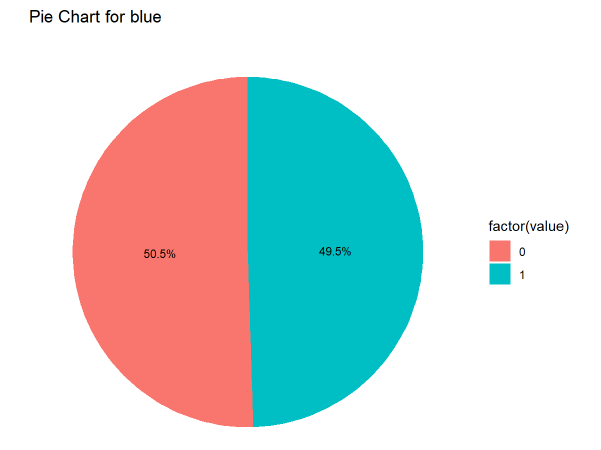 Pie Chart for blue
50.5%
49.5%
factor(value)
0
1